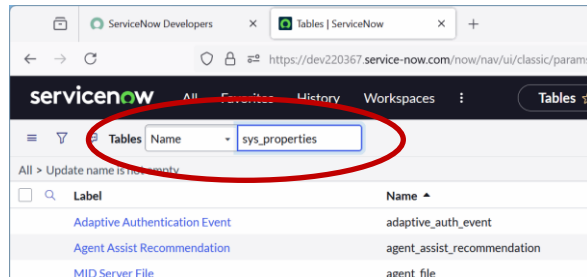 ServiceNow Developers × Tables | ServiceNow × +
https://dev220367.service-now.com/now/nav/ui/classic/params
servicenow All Favorites History Workspaces Tables
Tables Name sys_properties
All > Update name is not empty
Label Name
Adaptive Authentication Event adaptive_auth_event
Agent Assist Recommendation agent_assist_recommendation
MID Server File agent_file